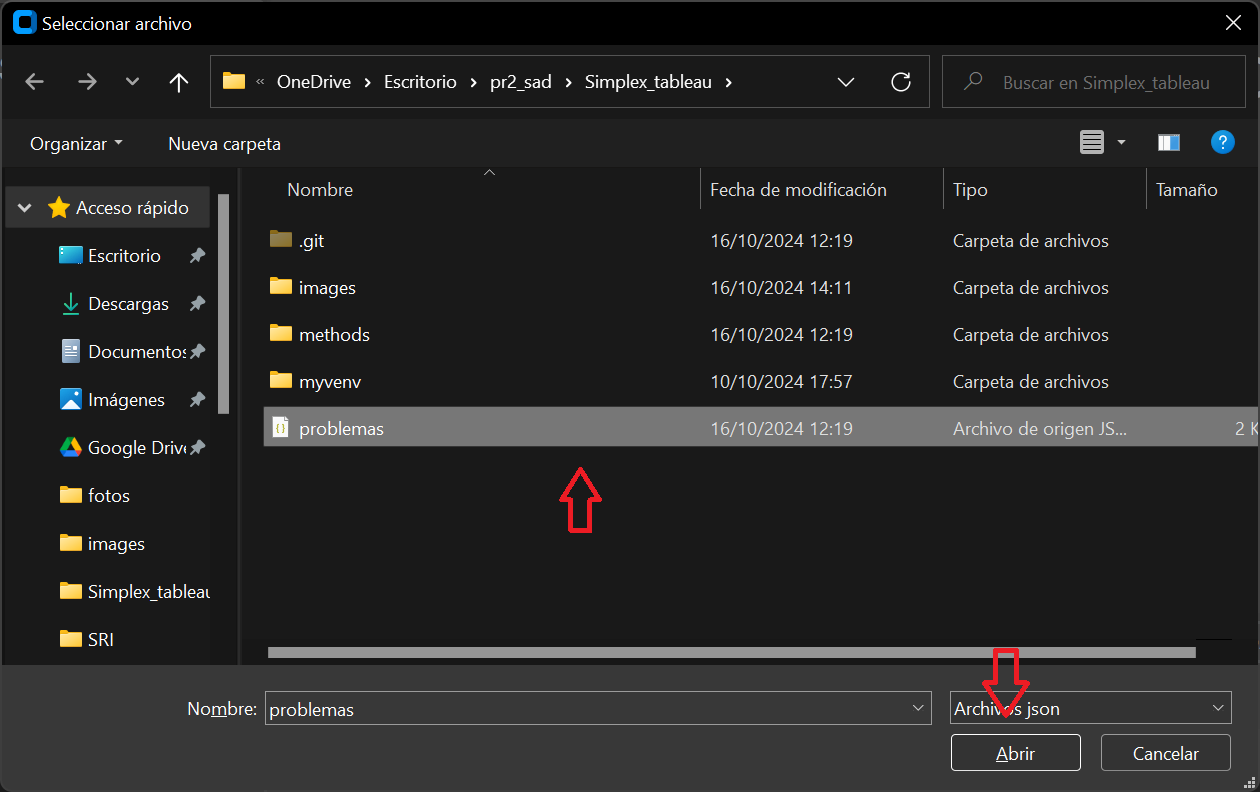 Seleccionar archivo
« OneDrive › Escritorio › pr2_sad › Simplex_tableau ›
Buscar en Simplex_tableau
Organizar
Nueva carpeta
?
Nombre Fecha de modificación Tipo Tamaño
Acceso rápido
Escritorio
Descargas
Documentos
Imágenes
Google Drive
fotos
images
Simplex_tableau
SRI
.git 16/10/2024 12:19 Carpeta de archivos
images 16/10/2024 14:11 Carpeta de archivos
methods 16/10/2024 12:19 Carpeta de archivos
myvenv 10/10/2024 17:57 Carpeta de archivos
problemas 16/10/2024 12:19 Archivo de origen JS... 2 K
Nombre: problemas
Archivos json
Abrir
Cancelar